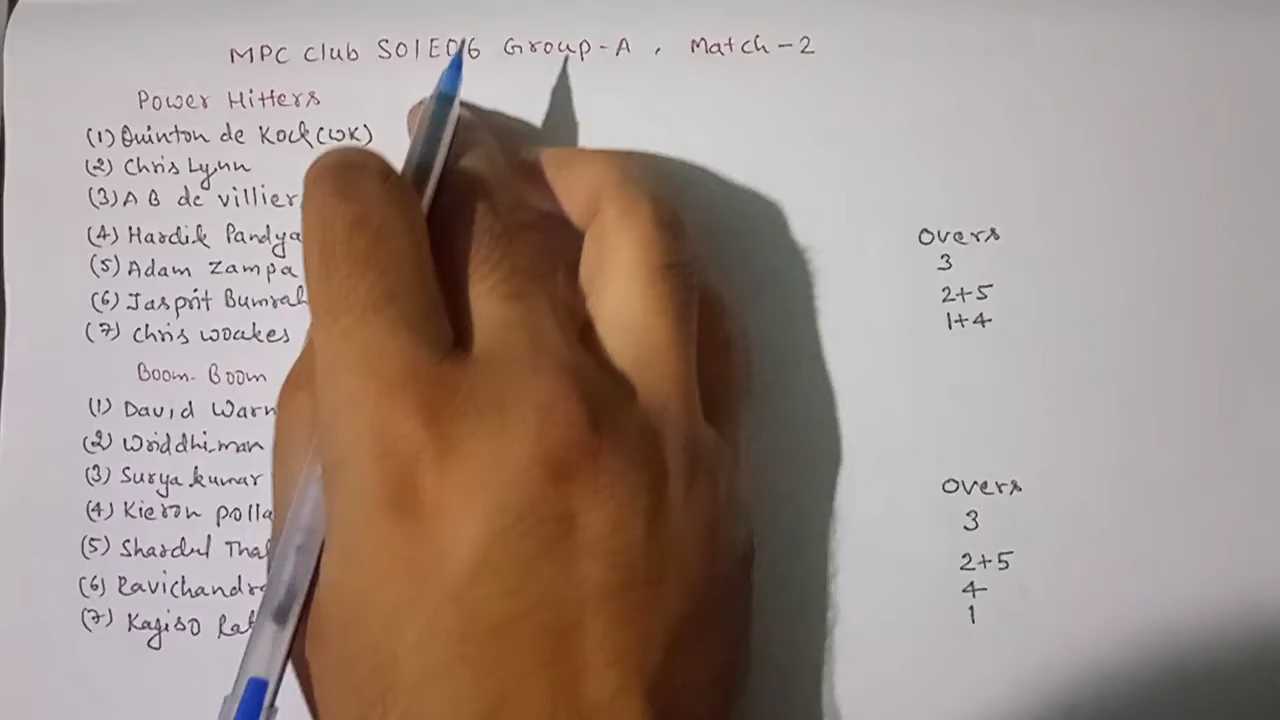 MPC Club S01E06 Group-A, Match-2
Power Hitters
(1) Quinton de Kock (WK)
(2) Chris Lynn
(3) A B de villier
(4) Hardik Pandya
(5) Adam Zampa
(6) Jasprit Bumrah
(7) Chris Woakes
Overs
3
2+5
1+4
Boom-Boom
(1) David Warn
(2) Wriddhiman
(3) Surya kumar
(4) Kieron polla
(5) Shardul Tha
(6) Ravichandra
(7) Kagiso Ra
Overs
3
2+5
4
1